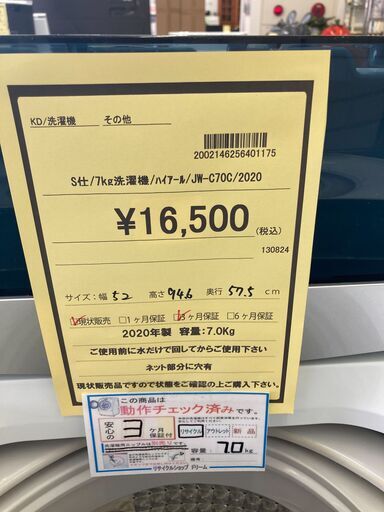 KD/洗濯機 その他
2002146256401175
S仕/7kg洗濯機/ハイアール/JW-C70C/2020
¥16,500(税込)
130824
サイズ:幅 52 高さ 94.6 奥行 57.5 cm
□現状販売 □1ヶ月保証 □3ヶ月保証 □6ヶ月保証
2020年製 容量:7.0Kg
ご使用前に水だけで回してからご使用下さい
ネット部分に穴有
現状販売品ですので状態をご確認の上ご購入下さい。
この商品は
動作チェック済みです。
安心の 3 ケ月保証付
リサイクル アウトレット 新品
容量 7.0 kg
リサイクルショップ ドリーム